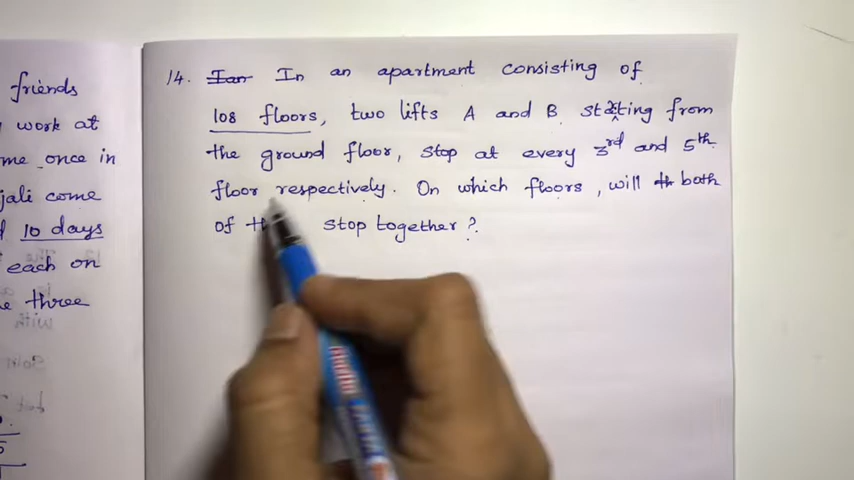 friends
work at
me once in
jali come
10 days
each on
three
14. In an apartment consisting of
108 floors, two lifts A and B starting from
the ground floor, stop at every 3rd and 5th
floor respectively. On which floors, will both
of stop together?